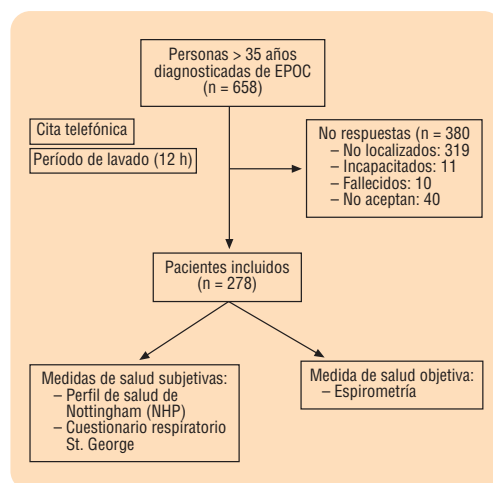 Personas > 35 años
diagnosticadas de EPOC
(n = 658)
Cita telefónica
Período de lavado (12 h)
No respuestas (n = 380
– No localizados: 319
– Incapacitados: 11
– Fallecidos: 10
– No aceptan: 40
Pacientes incluidos
(n = 278)
Medidas de salud subjetivas:
– Perfil de salud de
Nottingham (NHP)
– Cuestionario respiratorio
St. George
Medida de salud objetiva:
– Espirometría